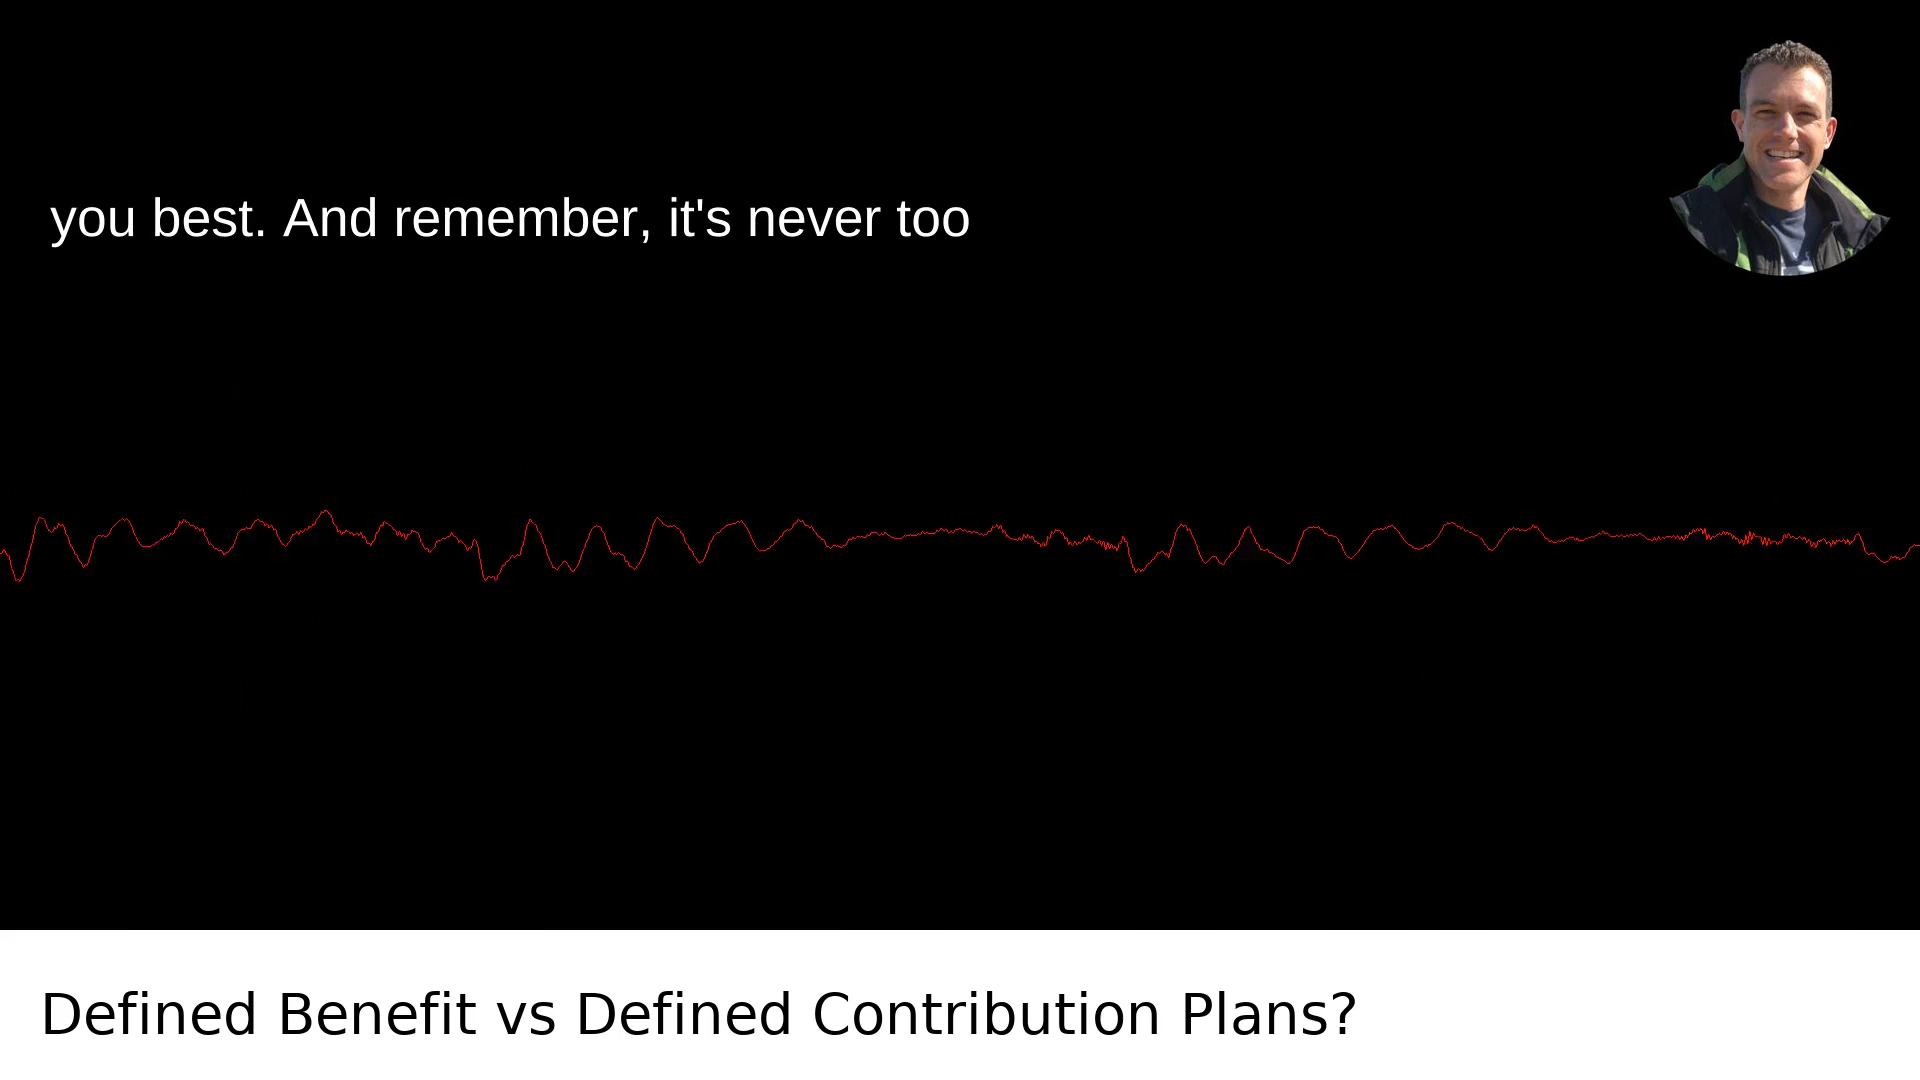 you best. And remember, it's never too
Defined Benefit vs Defined Contribution Plans?